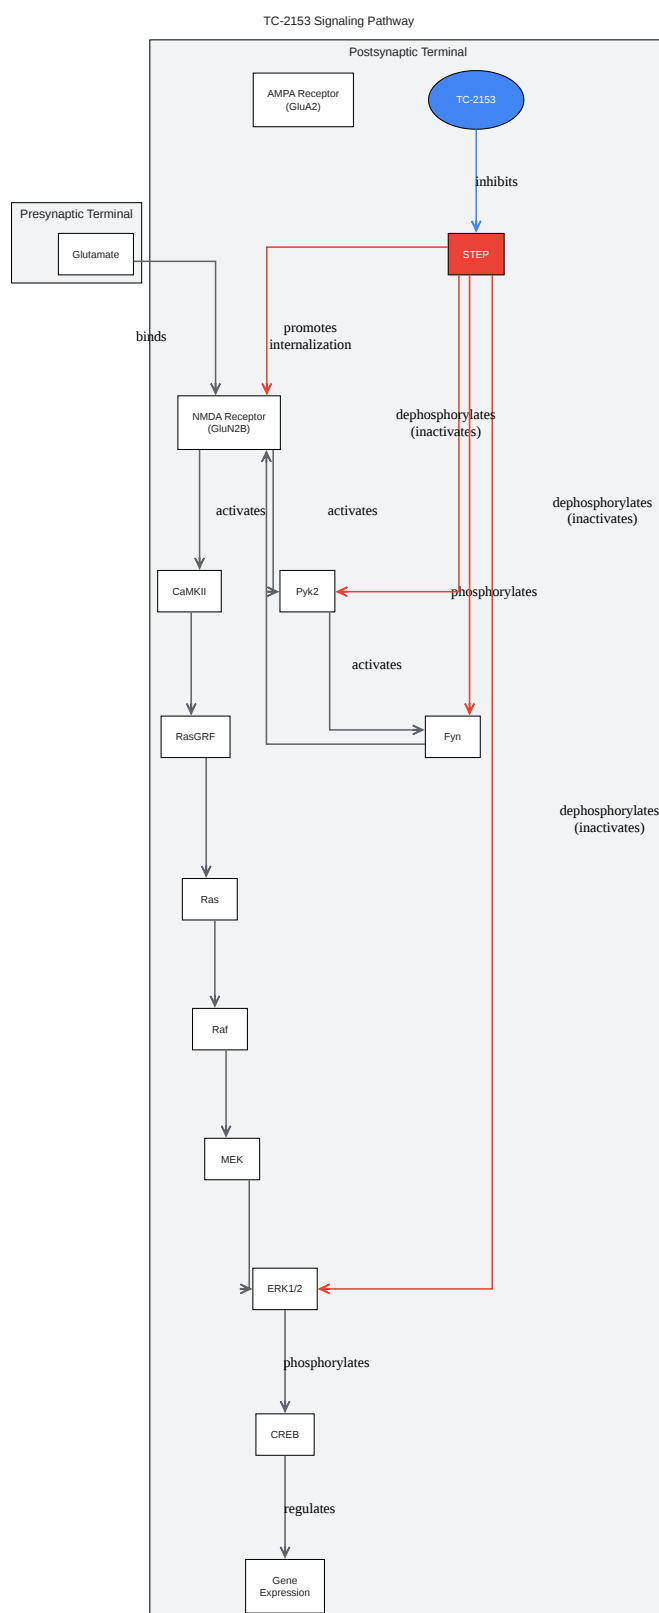 TC-2153 Signaling Pathway
Postsynaptic Terminal
AMPA Receptor
(GluA2)
TC-2153
inhibits
Presynaptic Terminal
Glutamate
STEP
binds
promotes
internalization
NMDA Receptor
(GluN2B)
dephosphorylates
(inactivates)
activates
activates
dephosphorylates
(inactivates)
CaMKII
Pyk2
phosphorylates
activates
RasGRF
Fyn
dephosphorylates
(inactivates)
Ras
Raf
MEK
ERK1/2
phosphorylates
CREB
regulates
Gene
Expression